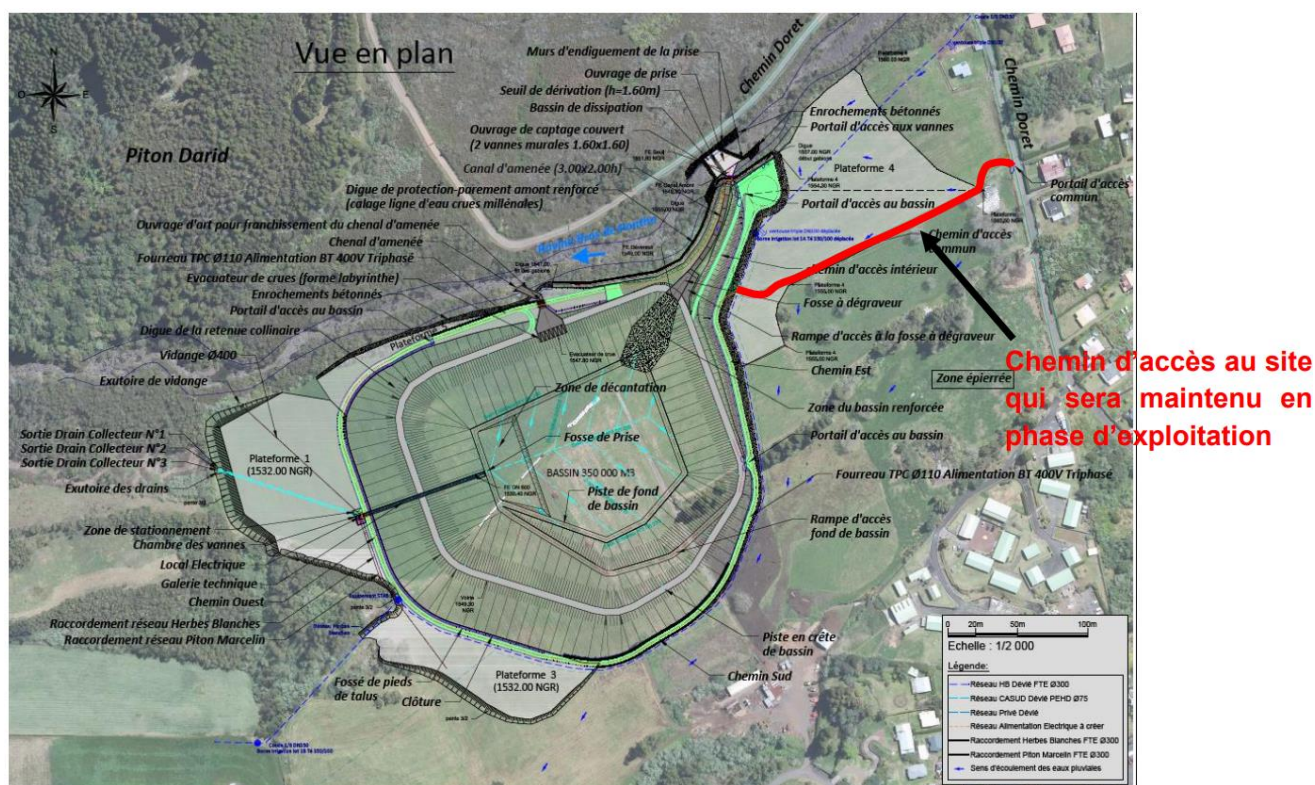 Vue en plan
N
O
E
S
Piton Darid
Murs d'endiguement de la prise
Ouvrage de prise
Seuil de dérivation (h=1.60m)
Bassin de dissipation
Ouvrage de captage couvert
(2 vannes murales 1.60x1.60)
Canal d'amenée (3.00x2.00h)
Digue de protection-parement amont renforcé
(calage ligne d'eau crues millénales)
Ouvrage d'art pour franchissement du chenal d'amenée
Chenal d'amenée
Fourreau TPC Ø110 Alimentation BT 400V Triphasé
Evacuateur de crues (forme labyrinthe)
Enrochements bétonnés
Portail d'accès au bassin
Digue de la retenue collinaire
Vidange Ø400
Exutoire de vidange
Sortie Drain Collecteur N°1
Sortie Drain Collecteur N°2
Sortie Drain Collecteur N°3
Exutoire des drains
Zone de stationnement
Chambre des vannes
Local Electrique
Galerie technique
Chemin Ouest
Raccordement réseau Herbes Blanches
Raccordement réseau Piton Marcelin
Fossé de pieds
de talus
Clôture
Plateforme 1
(1532.00 NGR)
Plateforme 3
(1532.00 NGR)
Chemin Doret
Chemin Doret
Enrochements bétonnés
Portail d'accès aux vannes
Plateforme 4
Portail d'accès
commun
Portail d'accès au bassin
Chemin d'accès
commun
chemin d'accès intérieur
Fosse à dégraveur
Rampe d'accès à la fosse à dégraveur
Chemin Est
Zone épierrée
Zone du bassin renforcée
Portail d'accès au bassin
Fourreau TPC Ø110 Alimentation BT 400V Triphasé
Rampe d'accès
fond de bassin
Zone de décantation
Fosse de Prise
BASSIN 350 000 M3
Piste de fond
de bassin
Piste en crête
de bassin
Chemin Sud
Chemin d'accès au site
qui sera maintenu en
phase d'exploitation
0 20m 50m 100m
Echelle : 1/2 000
Légende:
Réseau HB Dévié FTE Ø300
Réseau CASUD Dévié PEHD Ø75
Réseau Privé Dévié
Réseau Alimentation Electrique à créer
Raccordement Herbes Blanches FTE Ø300
Raccordement Piton Marcelin FTE Ø300
Sens d'écoulement des eaux pluviales